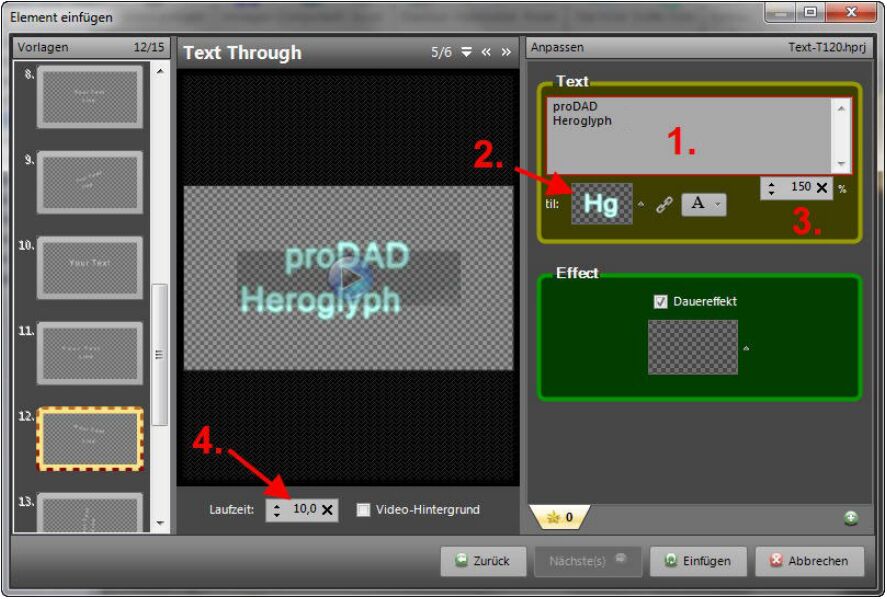 Element einfügen
Vorlagen 12/15
Text Through 5/6
Anpassen Text-T120.hprj
8.
9.
10.
Your Text
11.
12.
13.
proDAD
Heroglyph
4.
Laufzeit: 10,0
Video-Hintergrund
Text
proDAD
Heroglyph
1.
2.
til: Hg A 150 %
3.
Effect
Dauereffekt
0
Zurück
Nächste(s)
Einfügen
Abbrechen